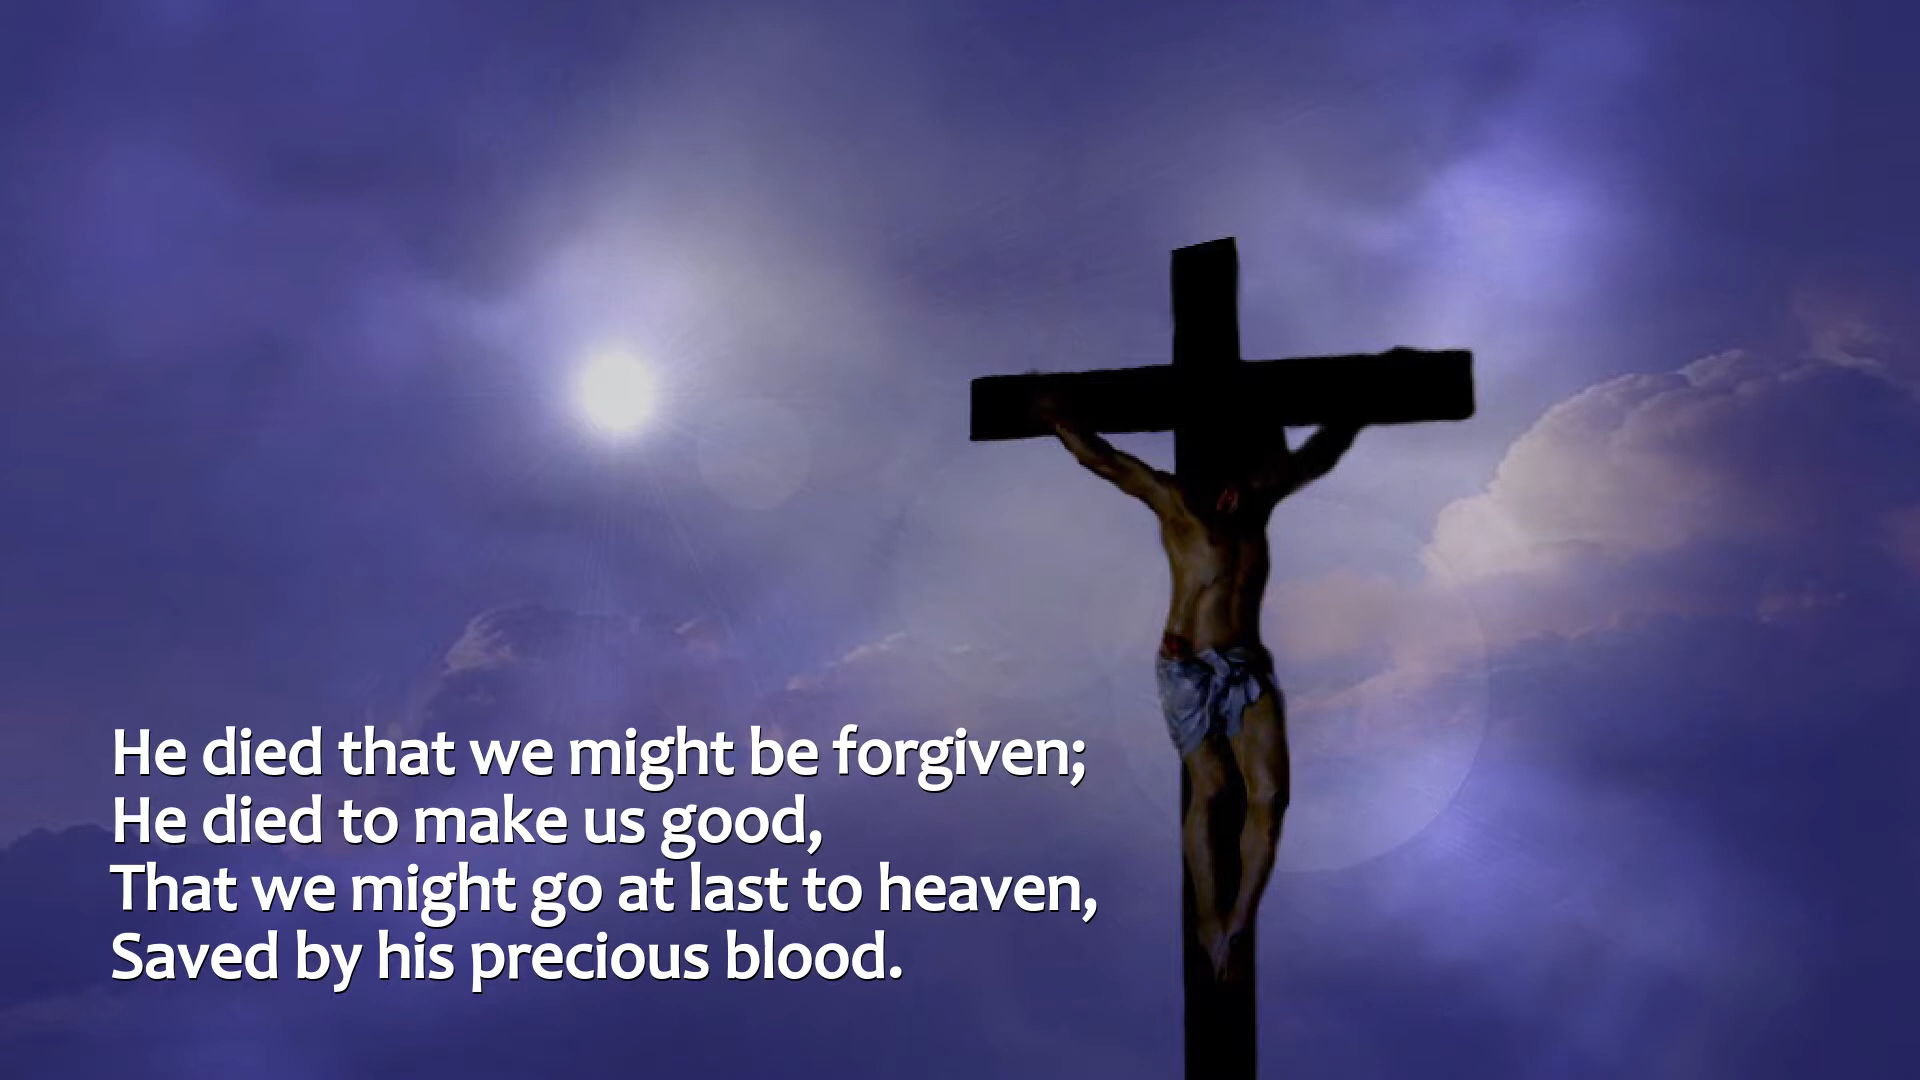 He died that we might be forgiven;
He died to make us good,
That we might go at last to heaven,
Saved by his precious blood.